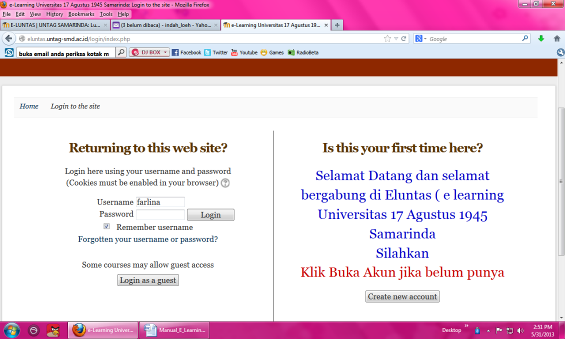 e-Learning Universitas 17 Agustus 1945 Samarinda: Login to the site - Mozilla Firefox
File Edit View History Bookmarks Tools Help
E-LUNTAS | UNTAG SAMARINDA: Lu...
(3 belum dibaca) - indah_loeh - Yaho...
e-Learning Universitas 17 Agustus 1945 ...
eluntas.untag-smd.ac.id/login/index.php
Google
buka email anda periksa kotak m
DJ BOX
Facebook
Twitter
Youtube
Games
RadioBeta
Home
Login to the site
Returning to this web site?
Login here using your username and password
(Cookies must be enabled in your browser)
Username farlina
Password
Login
Remember username
Forgotten your username or password?
Some courses may allow guest access
Login as a guest
Is this your first time here?
Selamat Datang dan selamat
bergabung di Eluntas ( e learning
Universitas 17 Agustus 1945
Samarinda
Silahkan
Klik Buka Akun jika belum punya
Create new account
e-Learning Univer...
Manual_E_Learnin...
Desktop
2:51 PM
5/31/2013